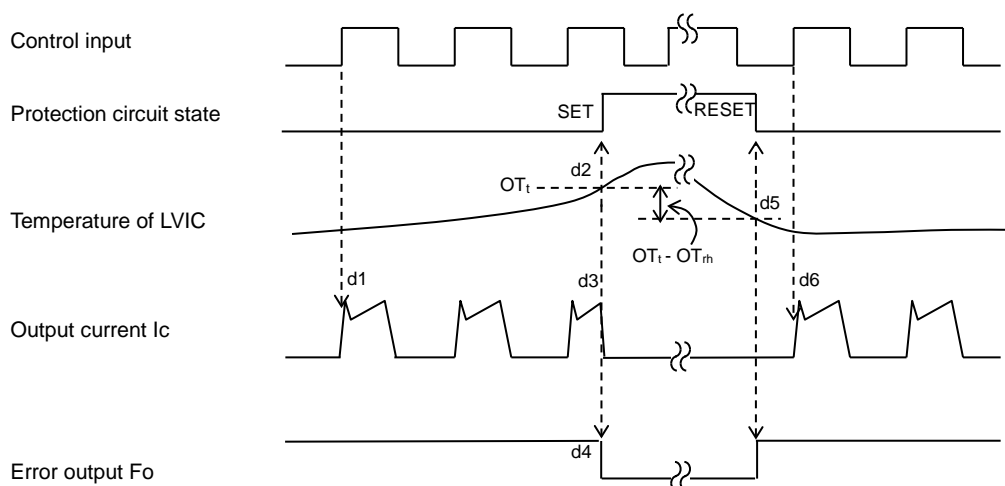 Control input
Protection circuit state
SET
RESET
d2
OTt
d5
Temperature of LVIC
OTt - OTrh
d1
d3
d6
Output current Ic
d4
Error output Fo